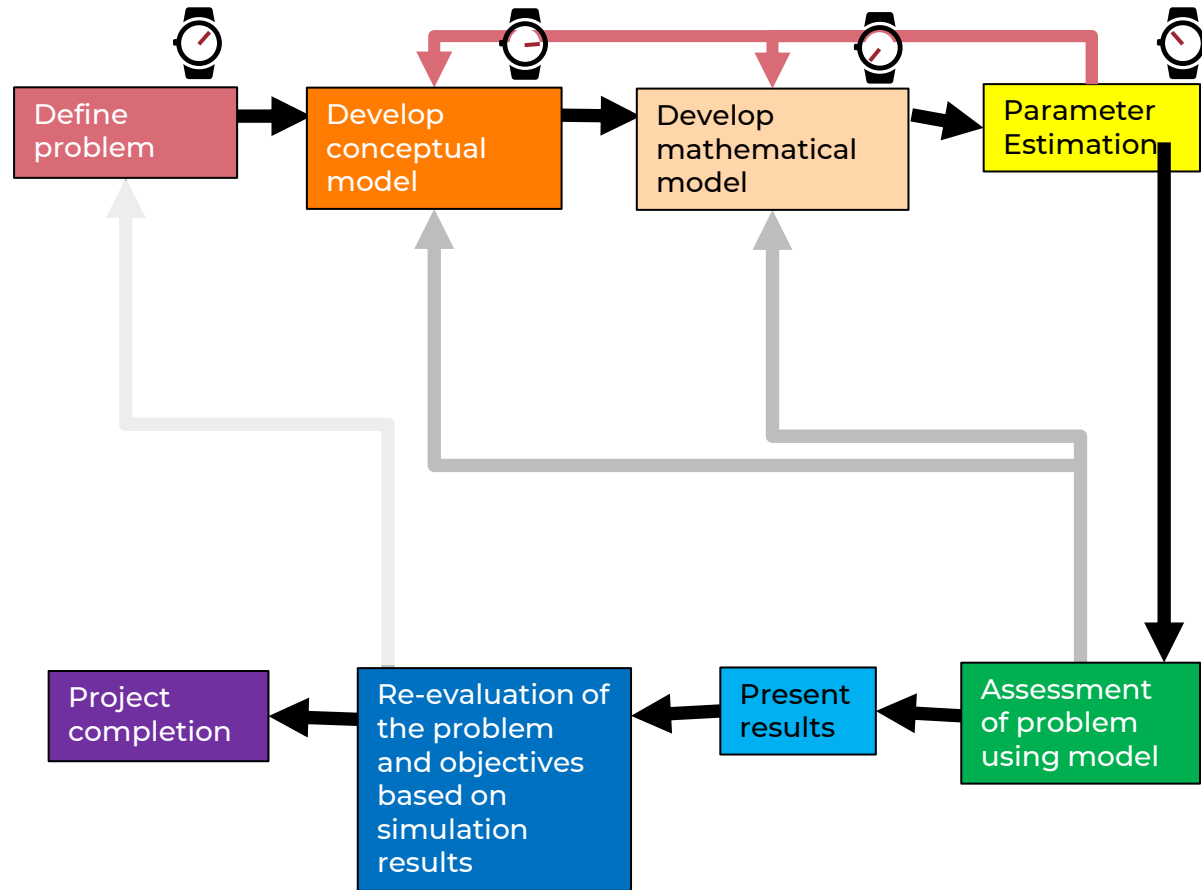 Define
problem
Develop
conceptual
model
Develop
mathematical
model
Parameter
Estimation
Project
completion
Re-evaluation of
the problem
and objectives
based on
simulation
results
Present
results
Assessment
of problem
using model